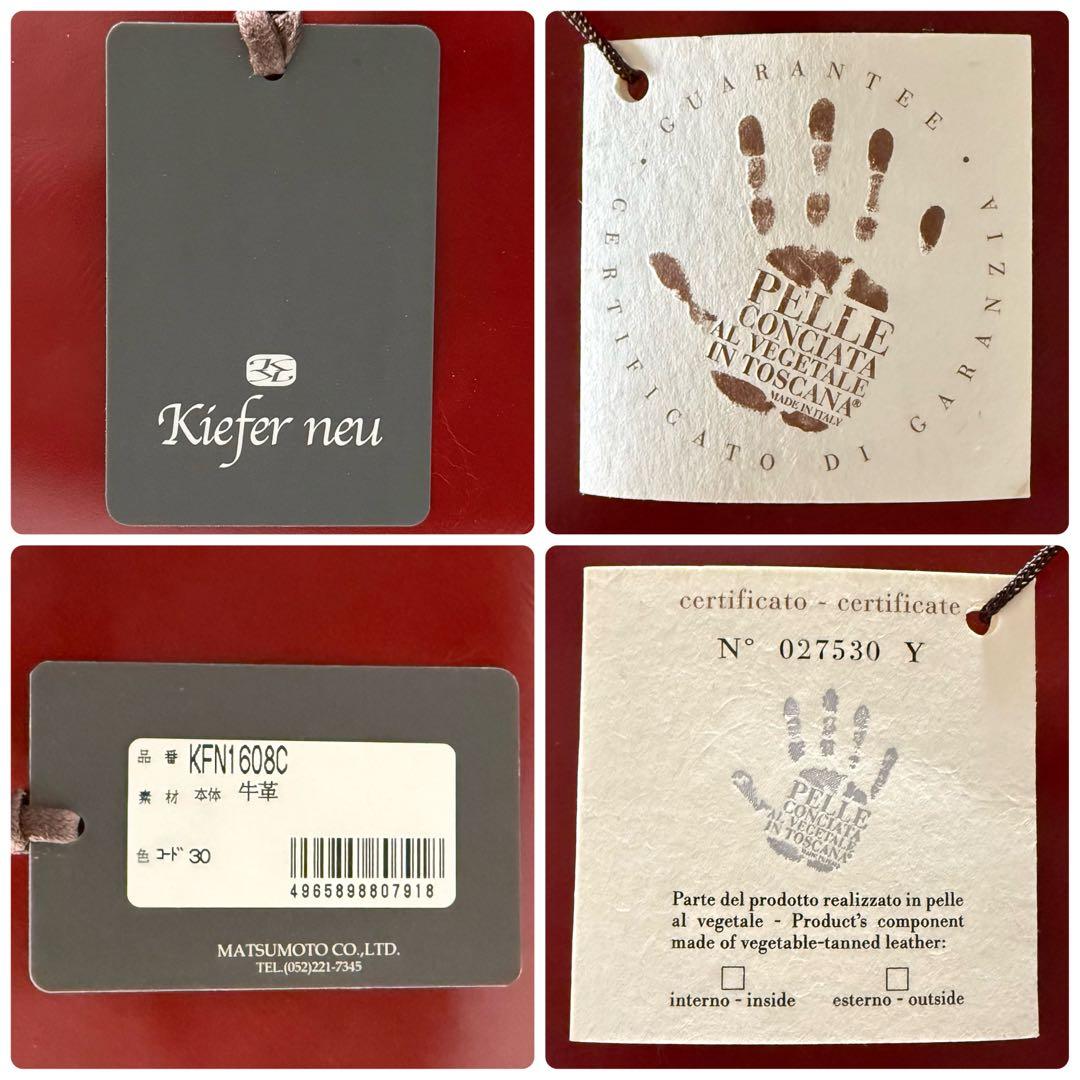 Kiefer neu
GUARANTEE
CERTIFICATO DI GARANZIA
PELLE
CONCIATA
AL VEGETALE
IN TOSCANA®
MADE IN ITALY
品番 KFN1608C
素材 本体 牛革
色コード 30
4965898807918
MATSUMOTO CO.,LTD.
TEL.(052)221-7345
certificato - certificate
N° 027530 Y
PELLE
CONCIATA
AL VEGETALE
IN TOSCANA®
Parte del prodotto realizzato in pelle
al vegetale - Product's component
made of vegetable-tanned leather:
interno - inside
esterno - outside